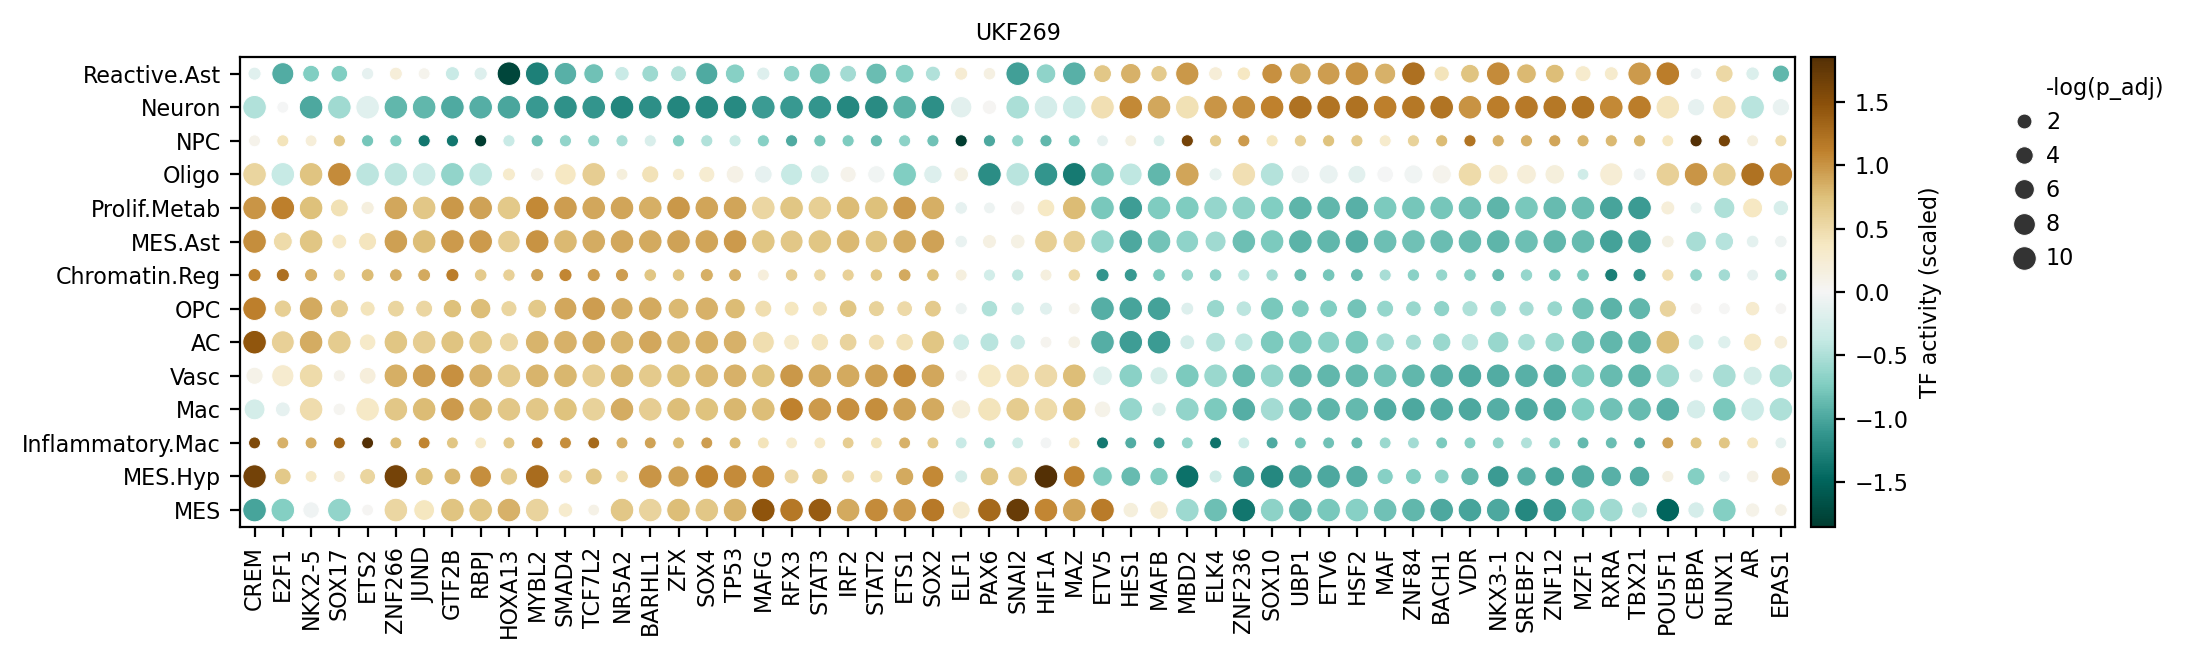 UKF269
Reactive.Ast
Neuron
NPC
Oligo
Prolif.Metab
MES.Ast
Chromatin.Reg
OPC
AC
Vasc
Mac
Inflammatory.Mac
MES.Hyp
MES
CREM
E2F1
NKX2-5
SOX17
ETS2
ZNF266
JUND
GTF2B
RBPJ
HOXA13
MYBL2
SMAD4
TCF7L2
NR5A2
BARHL1
ZFX
SOX4
TP53
MAFG
RFX3
STAT3
IRF2
STAT2
ETS1
SOX2
ELF1
PAX6
SNAI2
HIF1A
MAZ
ETV5
HES1
MAFB
MBD2
ELK4
ZNF236
SOX10
UBP1
ETV6
HSF2
MAF
ZNF84
BACH1
VDR
NKX3-1
SREBF2
ZNF12
MZF1
RXRA
TBX21
POU5F1
CEBPA
RUNX1
AR
EPAS1
1.5
1.0
0.5
0.0
−0.5
−1.0
−1.5
TF activity (scaled)
-log(p_adj)
2
4
6
8
10